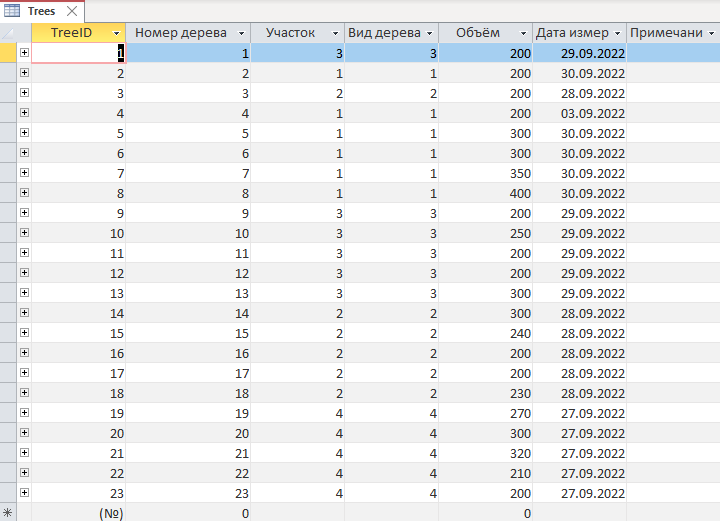 Trees
TreeID Номер дерева Участок Вид дерева Объём Дата измер Примечани
1 1 3 3 200 29.09.2022
2 2 1 1 200 30.09.2022
3 3 2 2 200 28.09.2022
4 4 1 1 200 03.09.2022
5 5 1 1 300 30.09.2022
6 6 1 1 300 30.09.2022
7 7 1 1 350 30.09.2022
8 8 1 1 400 30.09.2022
9 9 3 3 200 29.09.2022
10 10 3 3 250 29.09.2022
11 11 3 3 200 29.09.2022
12 12 3 3 200 29.09.2022
13 13 3 3 300 29.09.2022
14 14 2 2 300 28.09.2022
15 15 2 2 240 28.09.2022
16 16 2 2 200 28.09.2022
17 17 2 2 200 28.09.2022
18 18 2 2 230 28.09.2022
19 19 4 4 270 27.09.2022
20 20 4 4 300 27.09.2022
21 21 4 4 320 27.09.2022
22 22 4 4 210 27.09.2022
23 23 4 4 200 27.09.2022
(№) 0 0